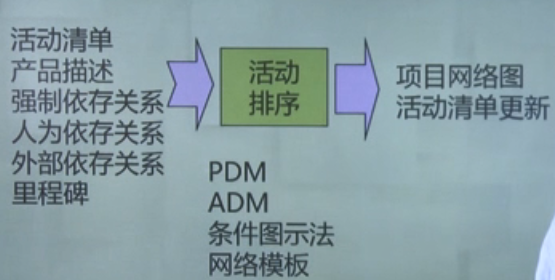 活动清单
产品描述
强制依存关系
人为依存关系
外部依存关系
里程碑
活动
排序
项目网络图
活动清单更新
PDM
ADM
条件图示法
网络模板